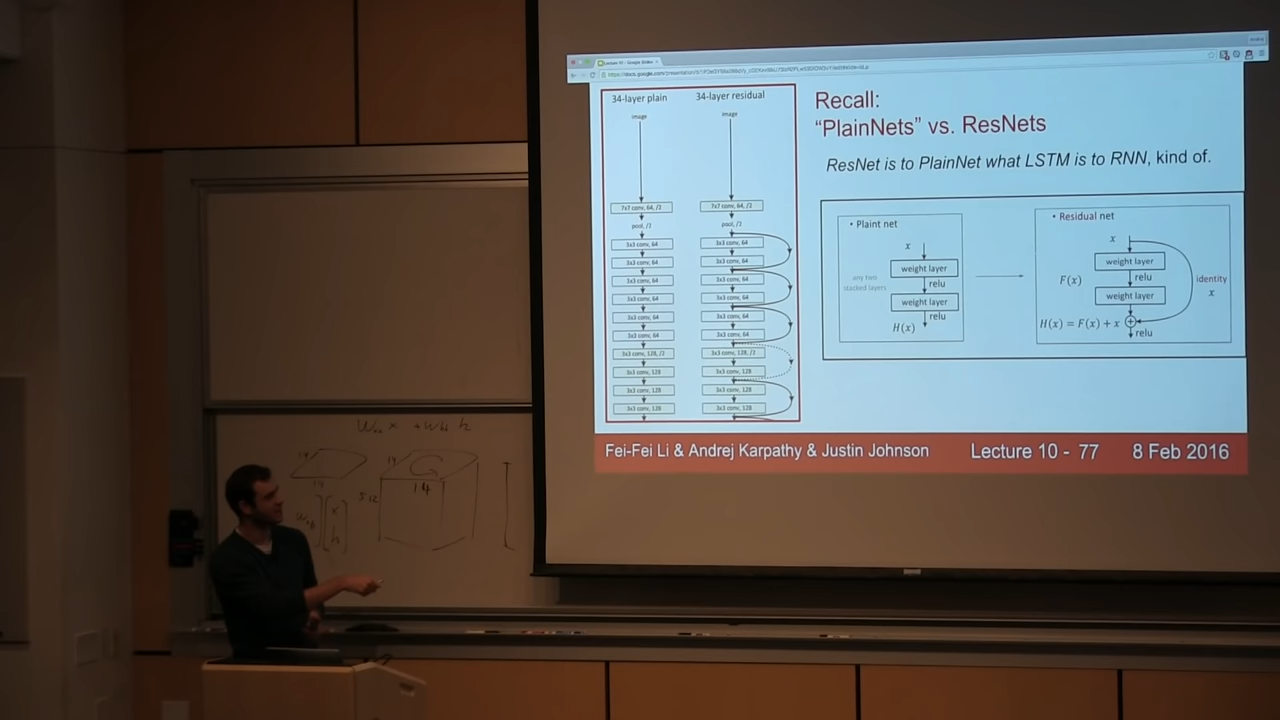 Lecture 10 - Google Slides
34-layer plain
34-layer residual
image
image
7x7 conv, 64, /2
7x7 conv, 64, /2
pool, /2
pool, /2
3x3 conv, 64
3x3 conv, 64
3x3 conv, 64
3x3 conv, 64
3x3 conv, 64
3x3 conv, 64
3x3 conv, 64
3x3 conv, 64
3x3 conv, 64
3x3 conv, 64
3x3 conv, 64
3x3 conv, 64
3x3 conv, 128, /2
3x3 conv, 128, /2
3x3 conv, 128
3x3 conv, 128
3x3 conv, 128
3x3 conv, 128
3x3 conv, 128
3x3 conv, 128
Recall:
"PlainNets" vs. ResNets
ResNet is to PlainNet what LSTM is to RNN, kind of.
• Plaint net
x
any two
stacked layers
weight layer
relu
weight layer
relu
H(x)
• Residual net
x
weight layer
F(x)
relu
identity
x
weight layer
H(x) = F(x) + x
relu
Fei-Fei Li & Andrej Karpathy & Justin Johnson
Lecture 10 - 77
8 Feb 2016
14
14
14
14
512
x
h